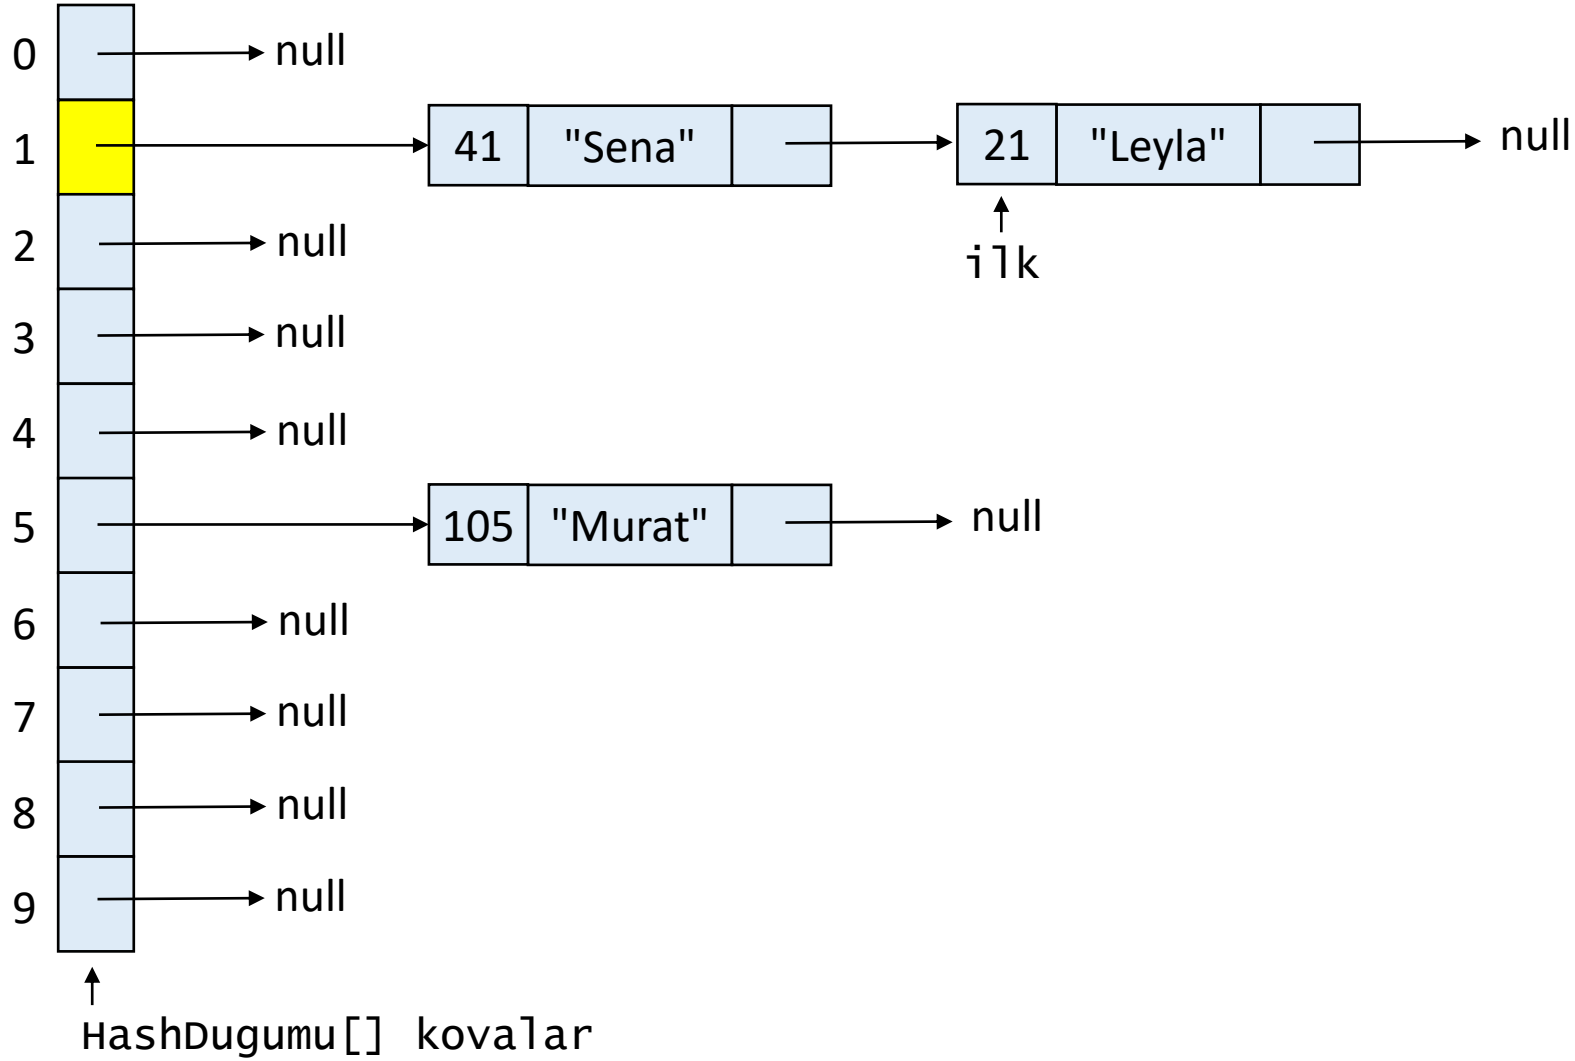 0 null
1 41 "Sena" 21 "Leyla" null
2 null
ilk
3 null
4 null
5 105 "Murat" null
6 null
7 null
8 null
9 null
HashDugumu[] kovalar